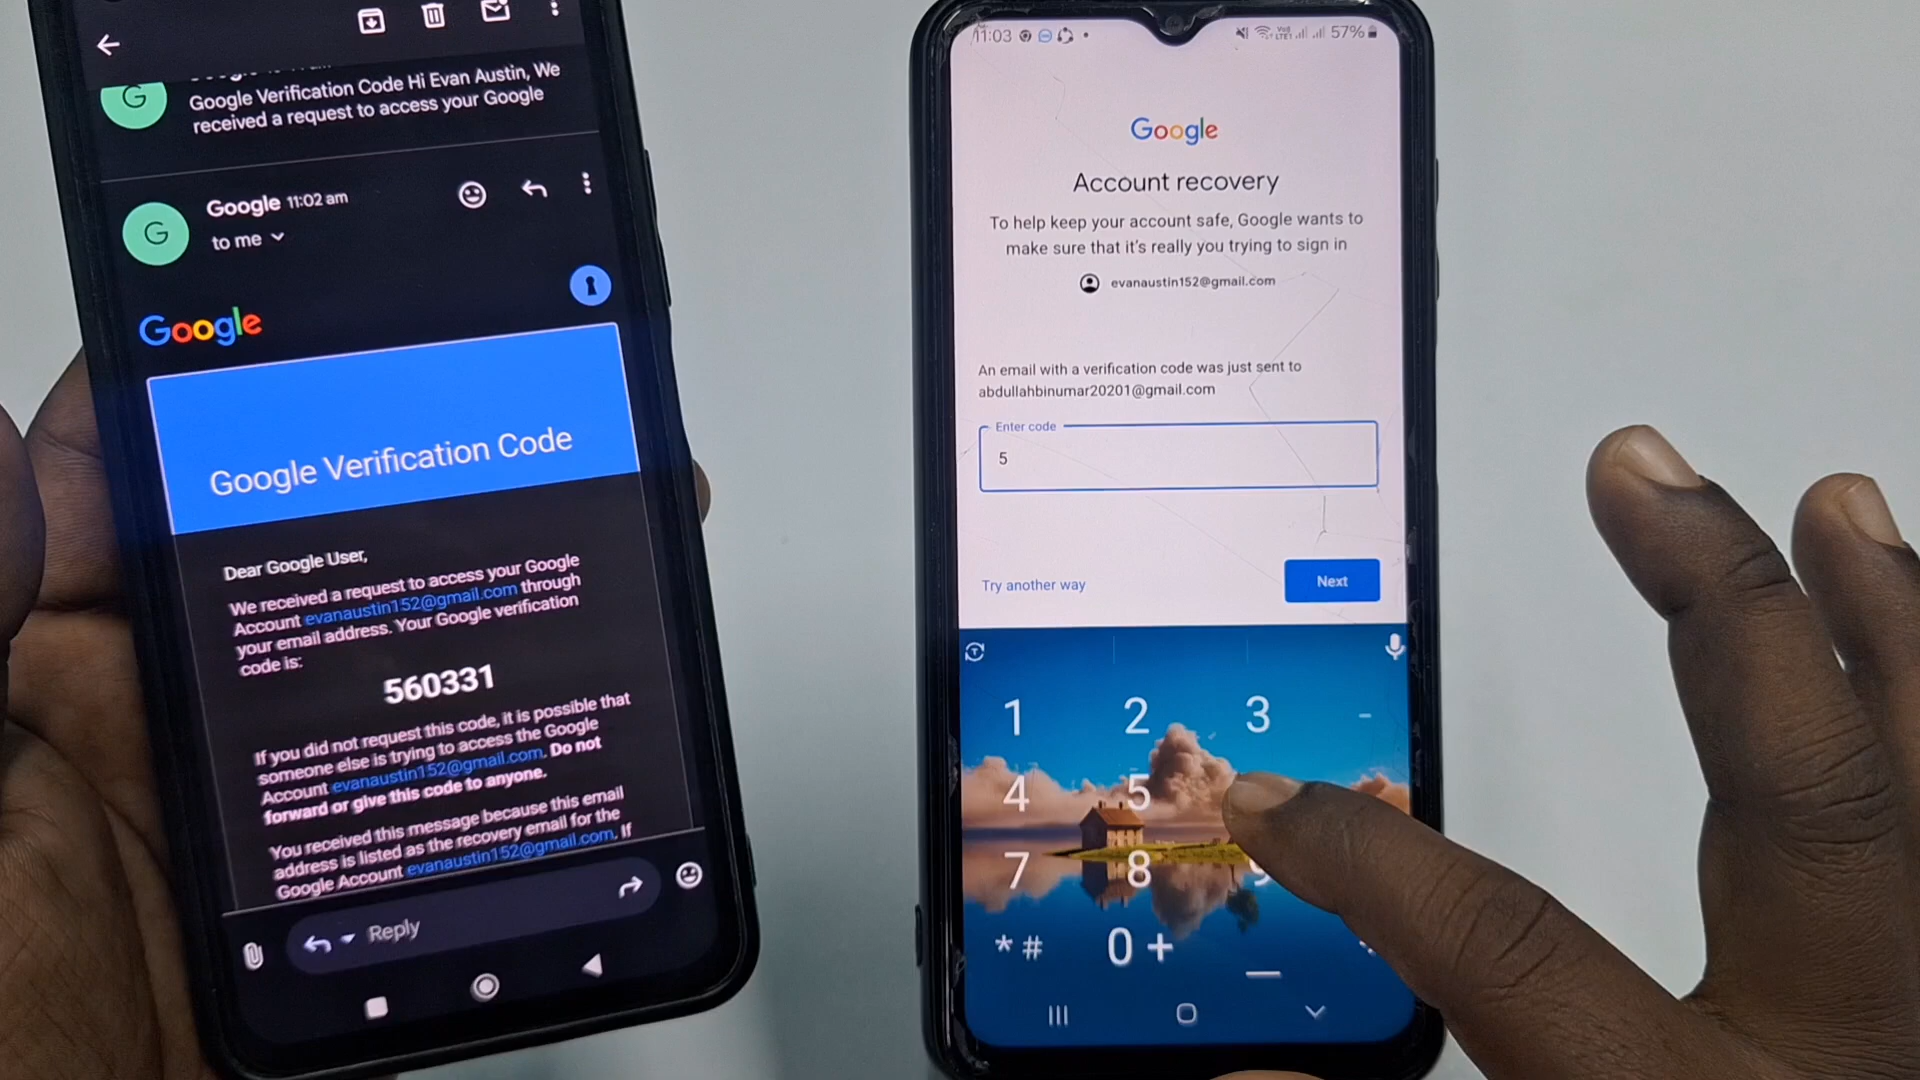 Google Verification Code Hi Evan Austin, We
received a request to access your Google
G
Google 11:02 am
to me
G
Google
Google Verification Code
Dear Google User,
We received a request to access your Google
Account evanaustin152@gmail.com through
your email address. Your Google verification
code is:
560331
If you did not request this code, it is possible that
someone else is trying to access the Google
Account evanaustin152@gmail.com. Do not
forward or give this code to anyone.
You received this message because this email
address is listed as the recovery email for the
Google Account evanaustin152@gmail.com. If
Reply
11:03
57%
Google
Account recovery
To help keep your account safe, Google wants to
make sure that it's really you trying to sign in
evanaustin152@gmail.com
An email with a verification code was just sent to
abdullahbinumar20201@gmail.com
Enter code
5
Try another way
Next
1 2 3 -
4 5
7 8 9
* # 0 +